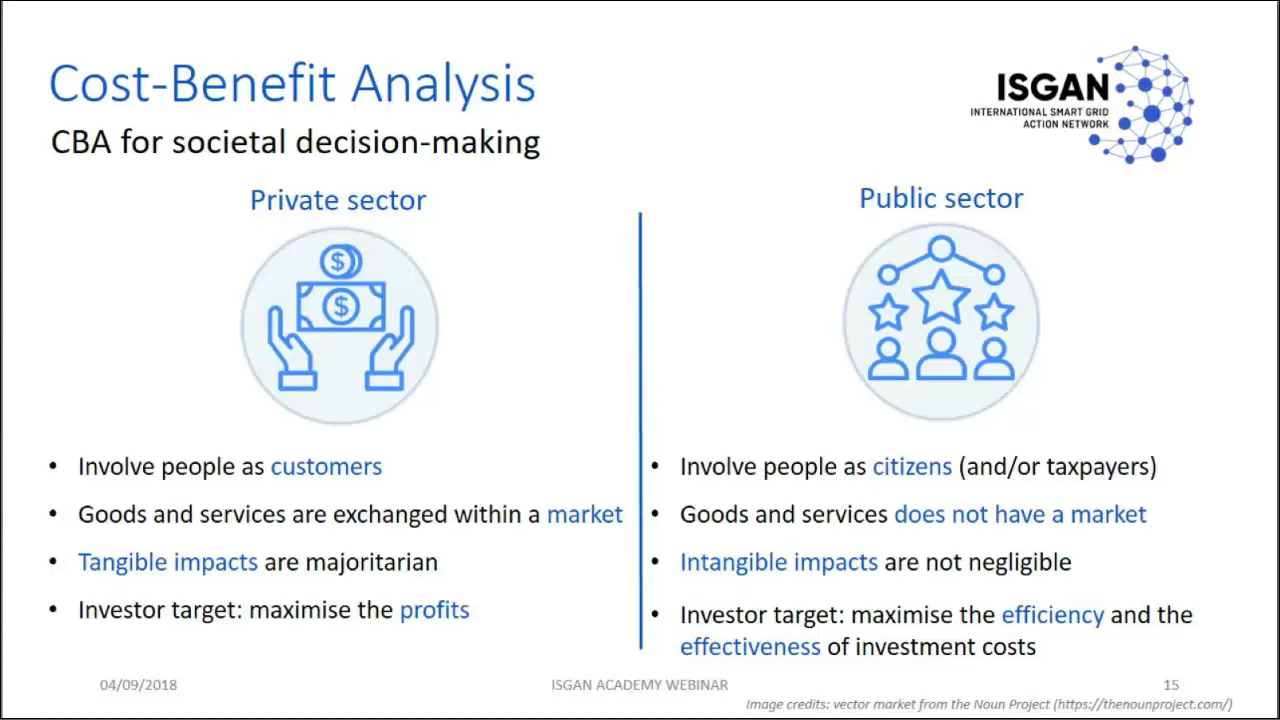 Cost-Benefit Analysis
CBA for societal decision-making
ISGAN
INTERNATIONAL SMART GRID
ACTION NETWORK
Private sector
$
$
• Involve people as customers
• Goods and services are exchanged within a market
• Tangible impacts are majoritarian
• Investor target: maximise the profits
Public sector
• Involve people as citizens (and/or taxpayers)
• Goods and services does not have a market
• Intangible impacts are not negligible
• Investor target: maximise the efficiency and the
effectiveness of investment costs
04/09/2018
ISGAN ACADEMY WEBINAR
15
Image credits: vector market from the Noun Project (https://thenounproject.com/)